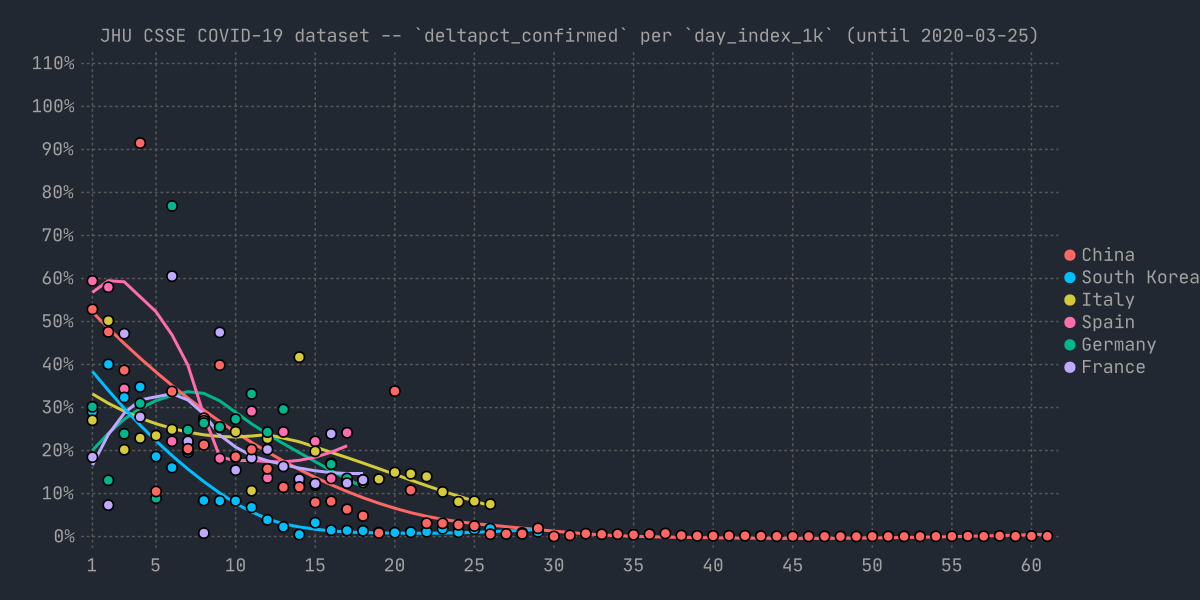 JHU CSSE COVID-19 dataset -- `deltapct_confirmed` per `day_index_1k` (until 2020-03-25)
110%
100%
90%
80%
70%
60%
50%
40%
30%
20%
10%
0%
1 5 10 15 20 25 30 35 40 45 50 55 60
China
South Korea
Italy
Spain
Germany
France